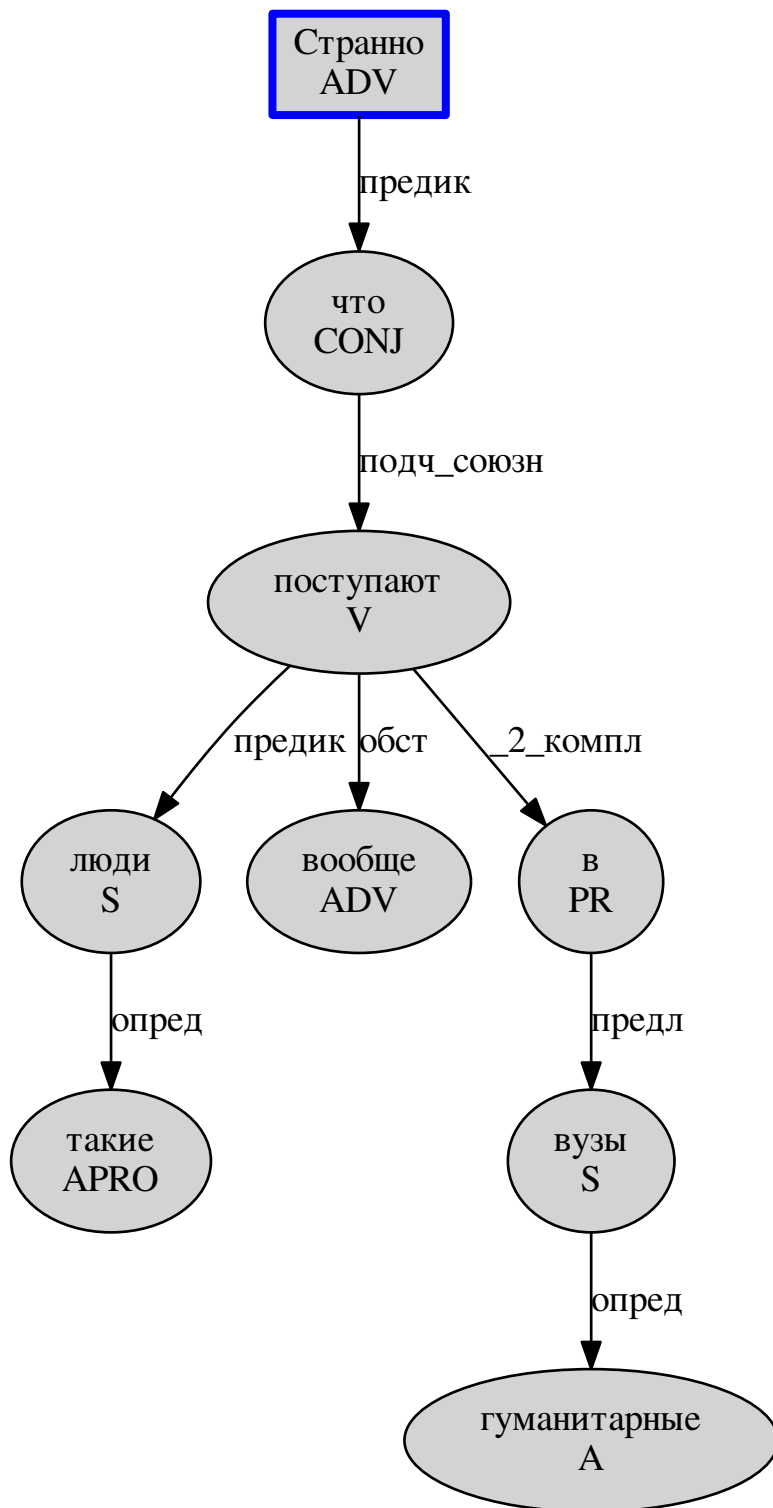 Странно
ADV
предик
что
CONJ
подч_союзн
поступают
V
предик
обст
_2_компл
люди
S
вообще
ADV
в
PR
опред
предл
такие
APRO
вузы
S
опред
гуманитарные
A